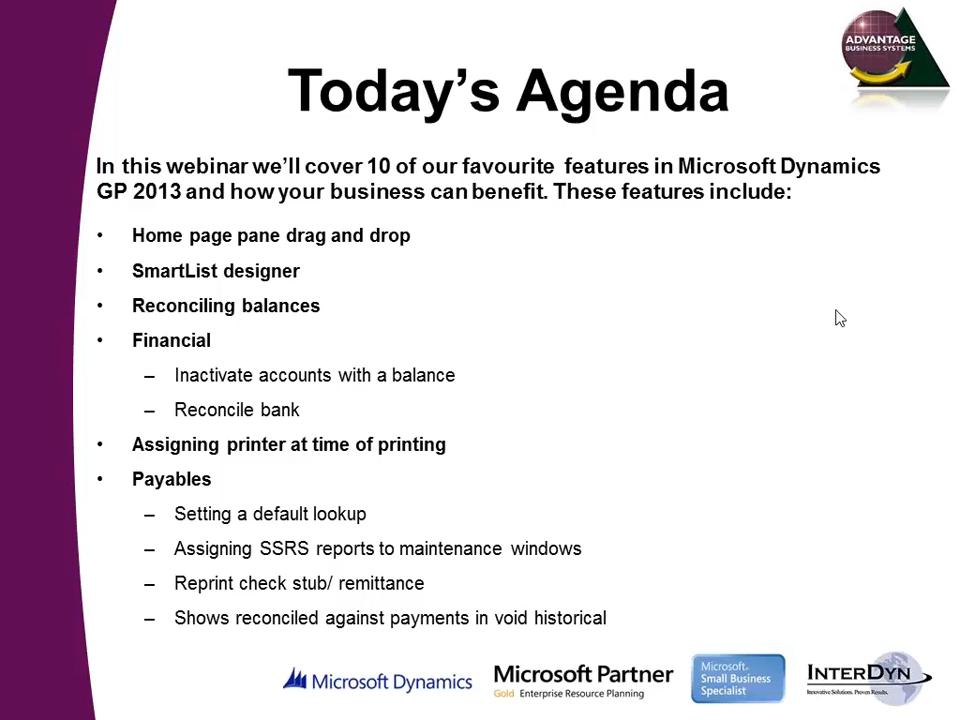 ADVANTAGE
BUSINESS SYSTEMS
Today's Agenda
In this webinar we'll cover 10 of our favourite features in Microsoft Dynamics
GP 2013 and how your business can benefit. These features include:
• Home page pane drag and drop
• SmartList designer
• Reconciling balances
• Financial
– Inactivate accounts with a balance
– Reconcile bank
• Assigning printer at time of printing
• Payables
– Setting a default lookup
– Assigning SSRS reports to maintenance windows
– Reprint check stub/ remittance
– Shows reconciled against payments in void historical
Microsoft Dynamics
Microsoft Partner
Gold Enterprise Resource Planning
Microsoft®
Small Business
Specialist
INTERDYN
Innovative Solutions. Proven Results.